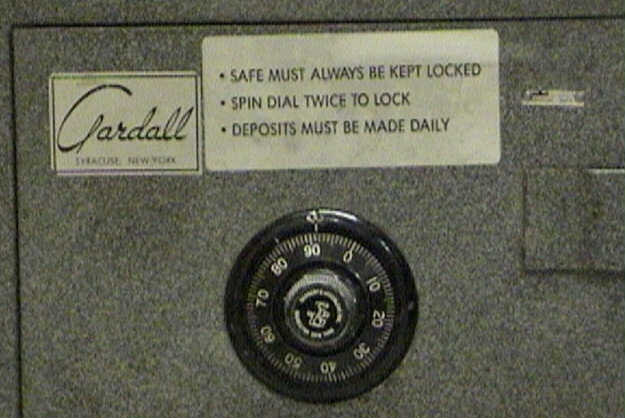 Gardall
SYRACUSE, NEW YORK
• SAFE MUST ALWAYS BE KEPT LOCKED
• SPIN DIAL TWICE TO LOCK
• DEPOSITS MUST BE MADE DAILY
0
10
20
30
40
50
60
70
80
90